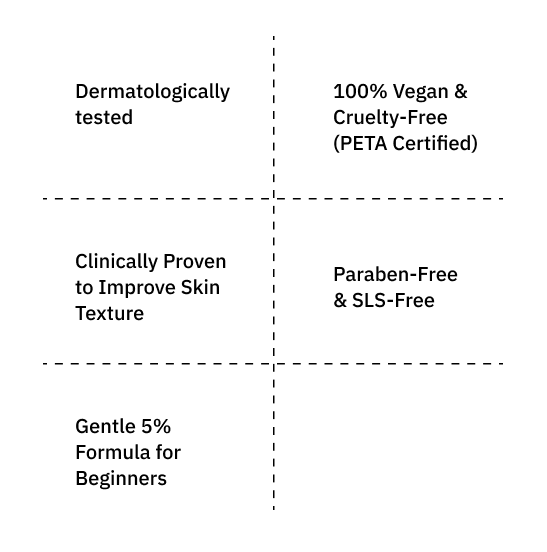 Dermatologically
tested
100% Vegan &
Cruelty-Free
(PETA Certified)
Clinically Proven
to Improve Skin
Texture
Paraben-Free
& SLS-Free
Gentle 5%
Formula for
Beginners